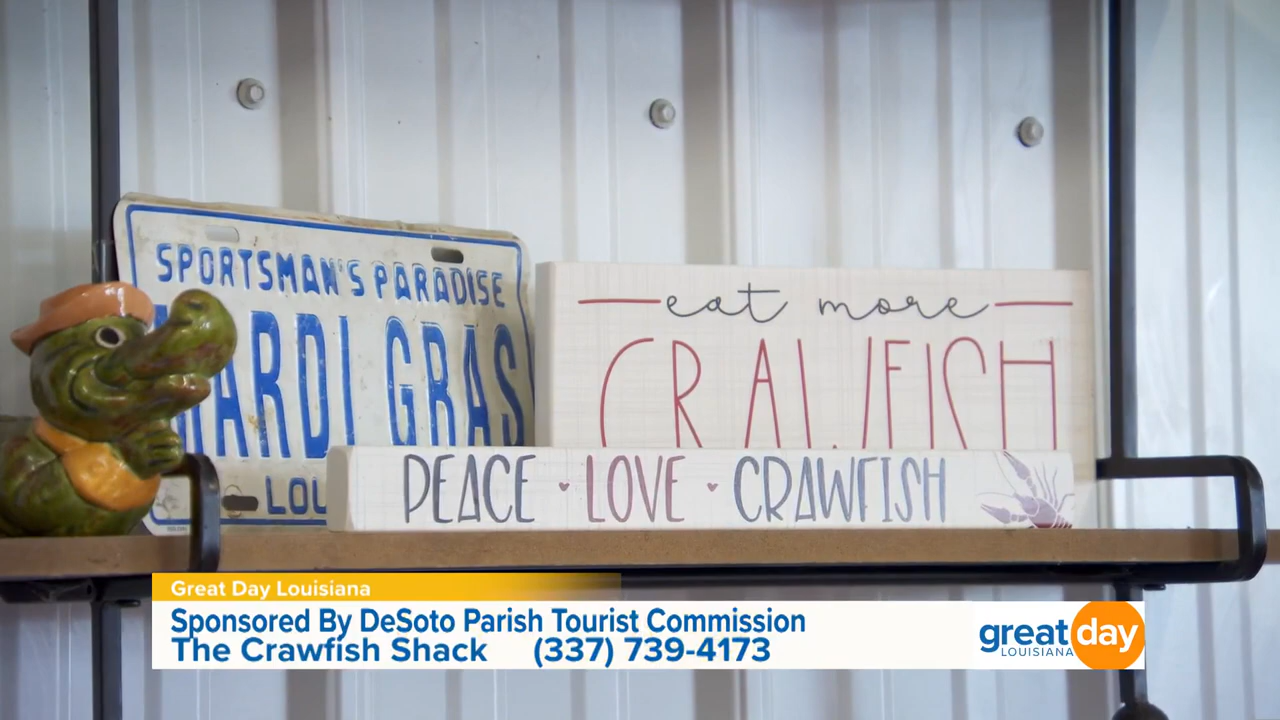 SPORTSMAN'S PARADISE
MARDI GRAS
LOU
eat more
CRAWFISH
PEACE • LOVE • CRAWFISH
Great Day Louisiana
Sponsored By DeSoto Parish Tourist Commission
The Crawfish Shack (337) 739-4173
great day
LOUISIANA